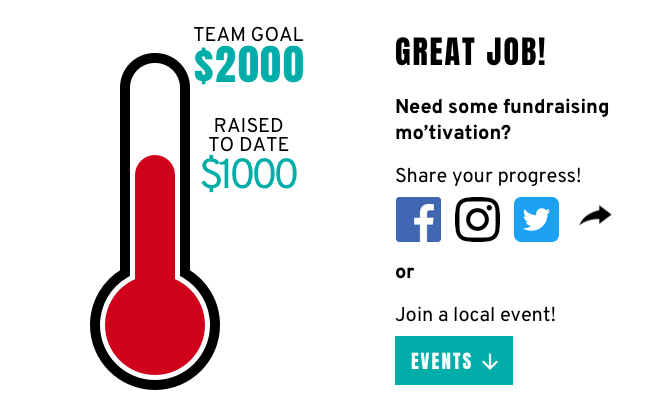 TEAM GOAL
$2000
RAISED
TO DATE
$1000
GREAT JOB!
Need some fundraising
mo’tivation?
Share your progress!
or
Join a local event!
EVENTS ↓